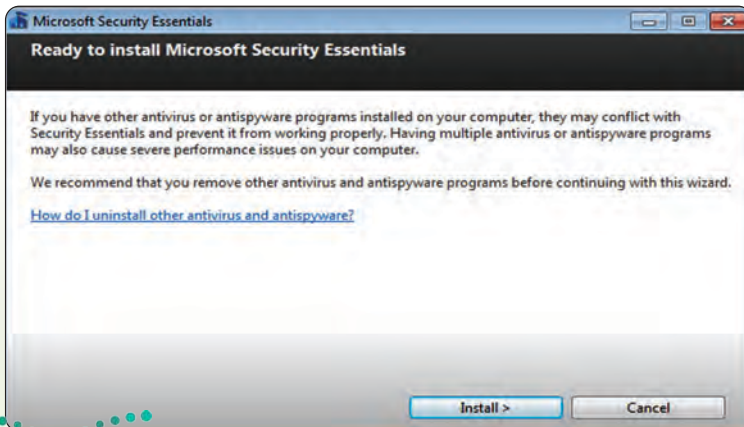 Microsoft Security Essentials
Ready to install Microsoft Security Essentials
If you have other antivirus or antispyware programs installed on your computer, they may conflict with
Security Essentials and prevent it from working properly. Having multiple antivirus or antispyware programs
may also cause severe performance issues on your computer.
We recommend that you remove other antivirus and antispyware programs before continuing with this wizard.
How do I uninstall other antivirus and antispyware?
Install >
Cancel